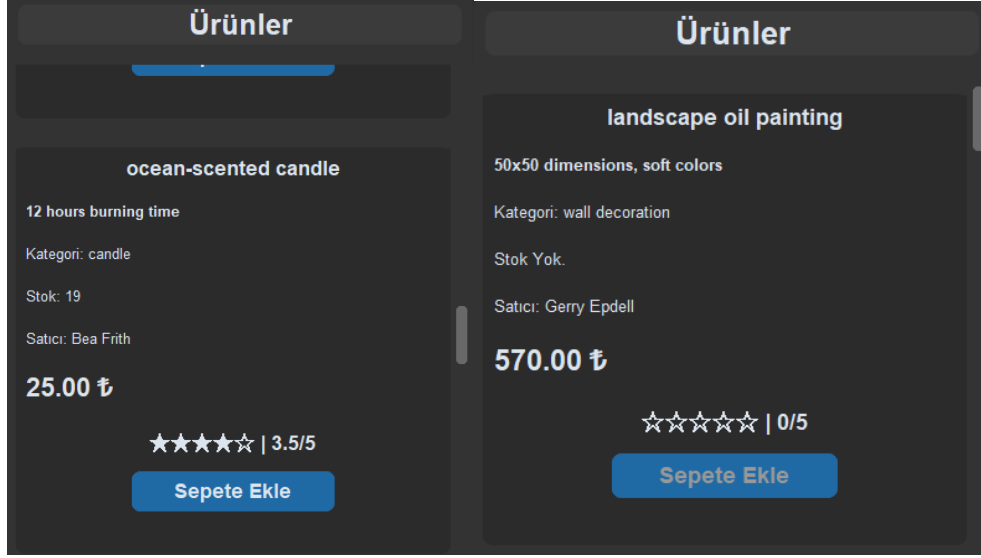 Ürünler
ocean-scented candle
12 hours burning time
Kategori: candle
Stok: 19
Satıcı: Bea Frith
25.00 ₺
★★★★☆ | 3.5/5
Sepete Ekle
Ürünler
landscape oil painting
50x50 dimensions, soft colors
Kategori: wall decoration
Stok Yok.
Satıcı: Gerry Epdell
570.00 ₺
☆☆☆☆☆ | 0/5
Sepete Ekle